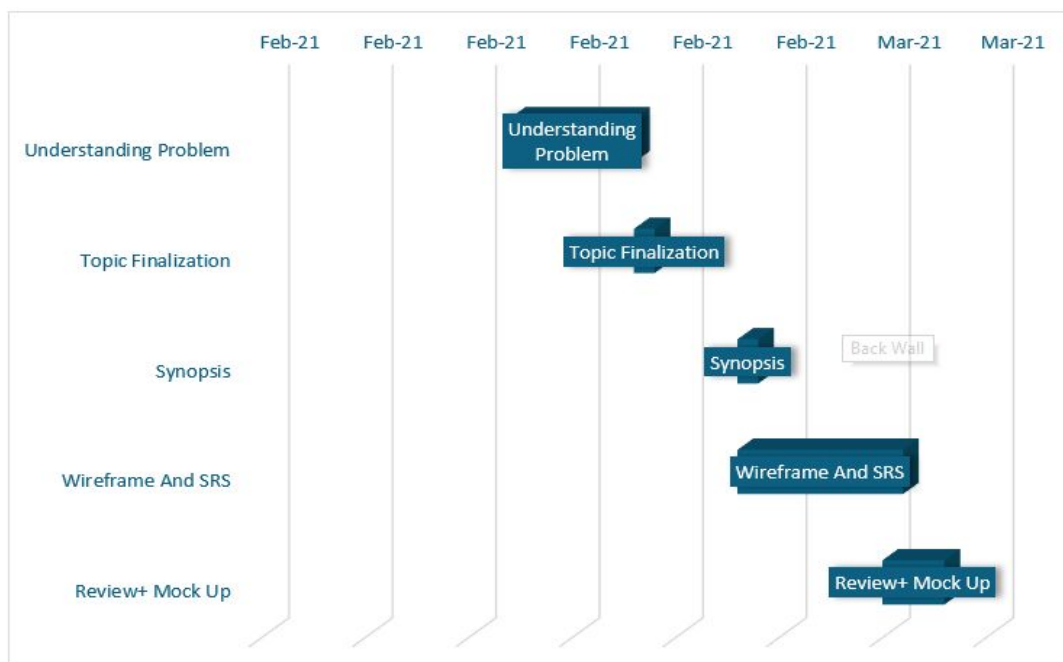 Feb-21 Feb-21 Feb-21 Feb-21 Feb-21 Feb-21 Mar-21 Mar-21
Understanding Problem
Understanding
Problem
Topic Finalization
Topic Finalization
Synopsis
Synopsis
Back Wall
Wireframe And SRS
Wireframe And SRS
Review+ Mock Up
Review+ Mock Up